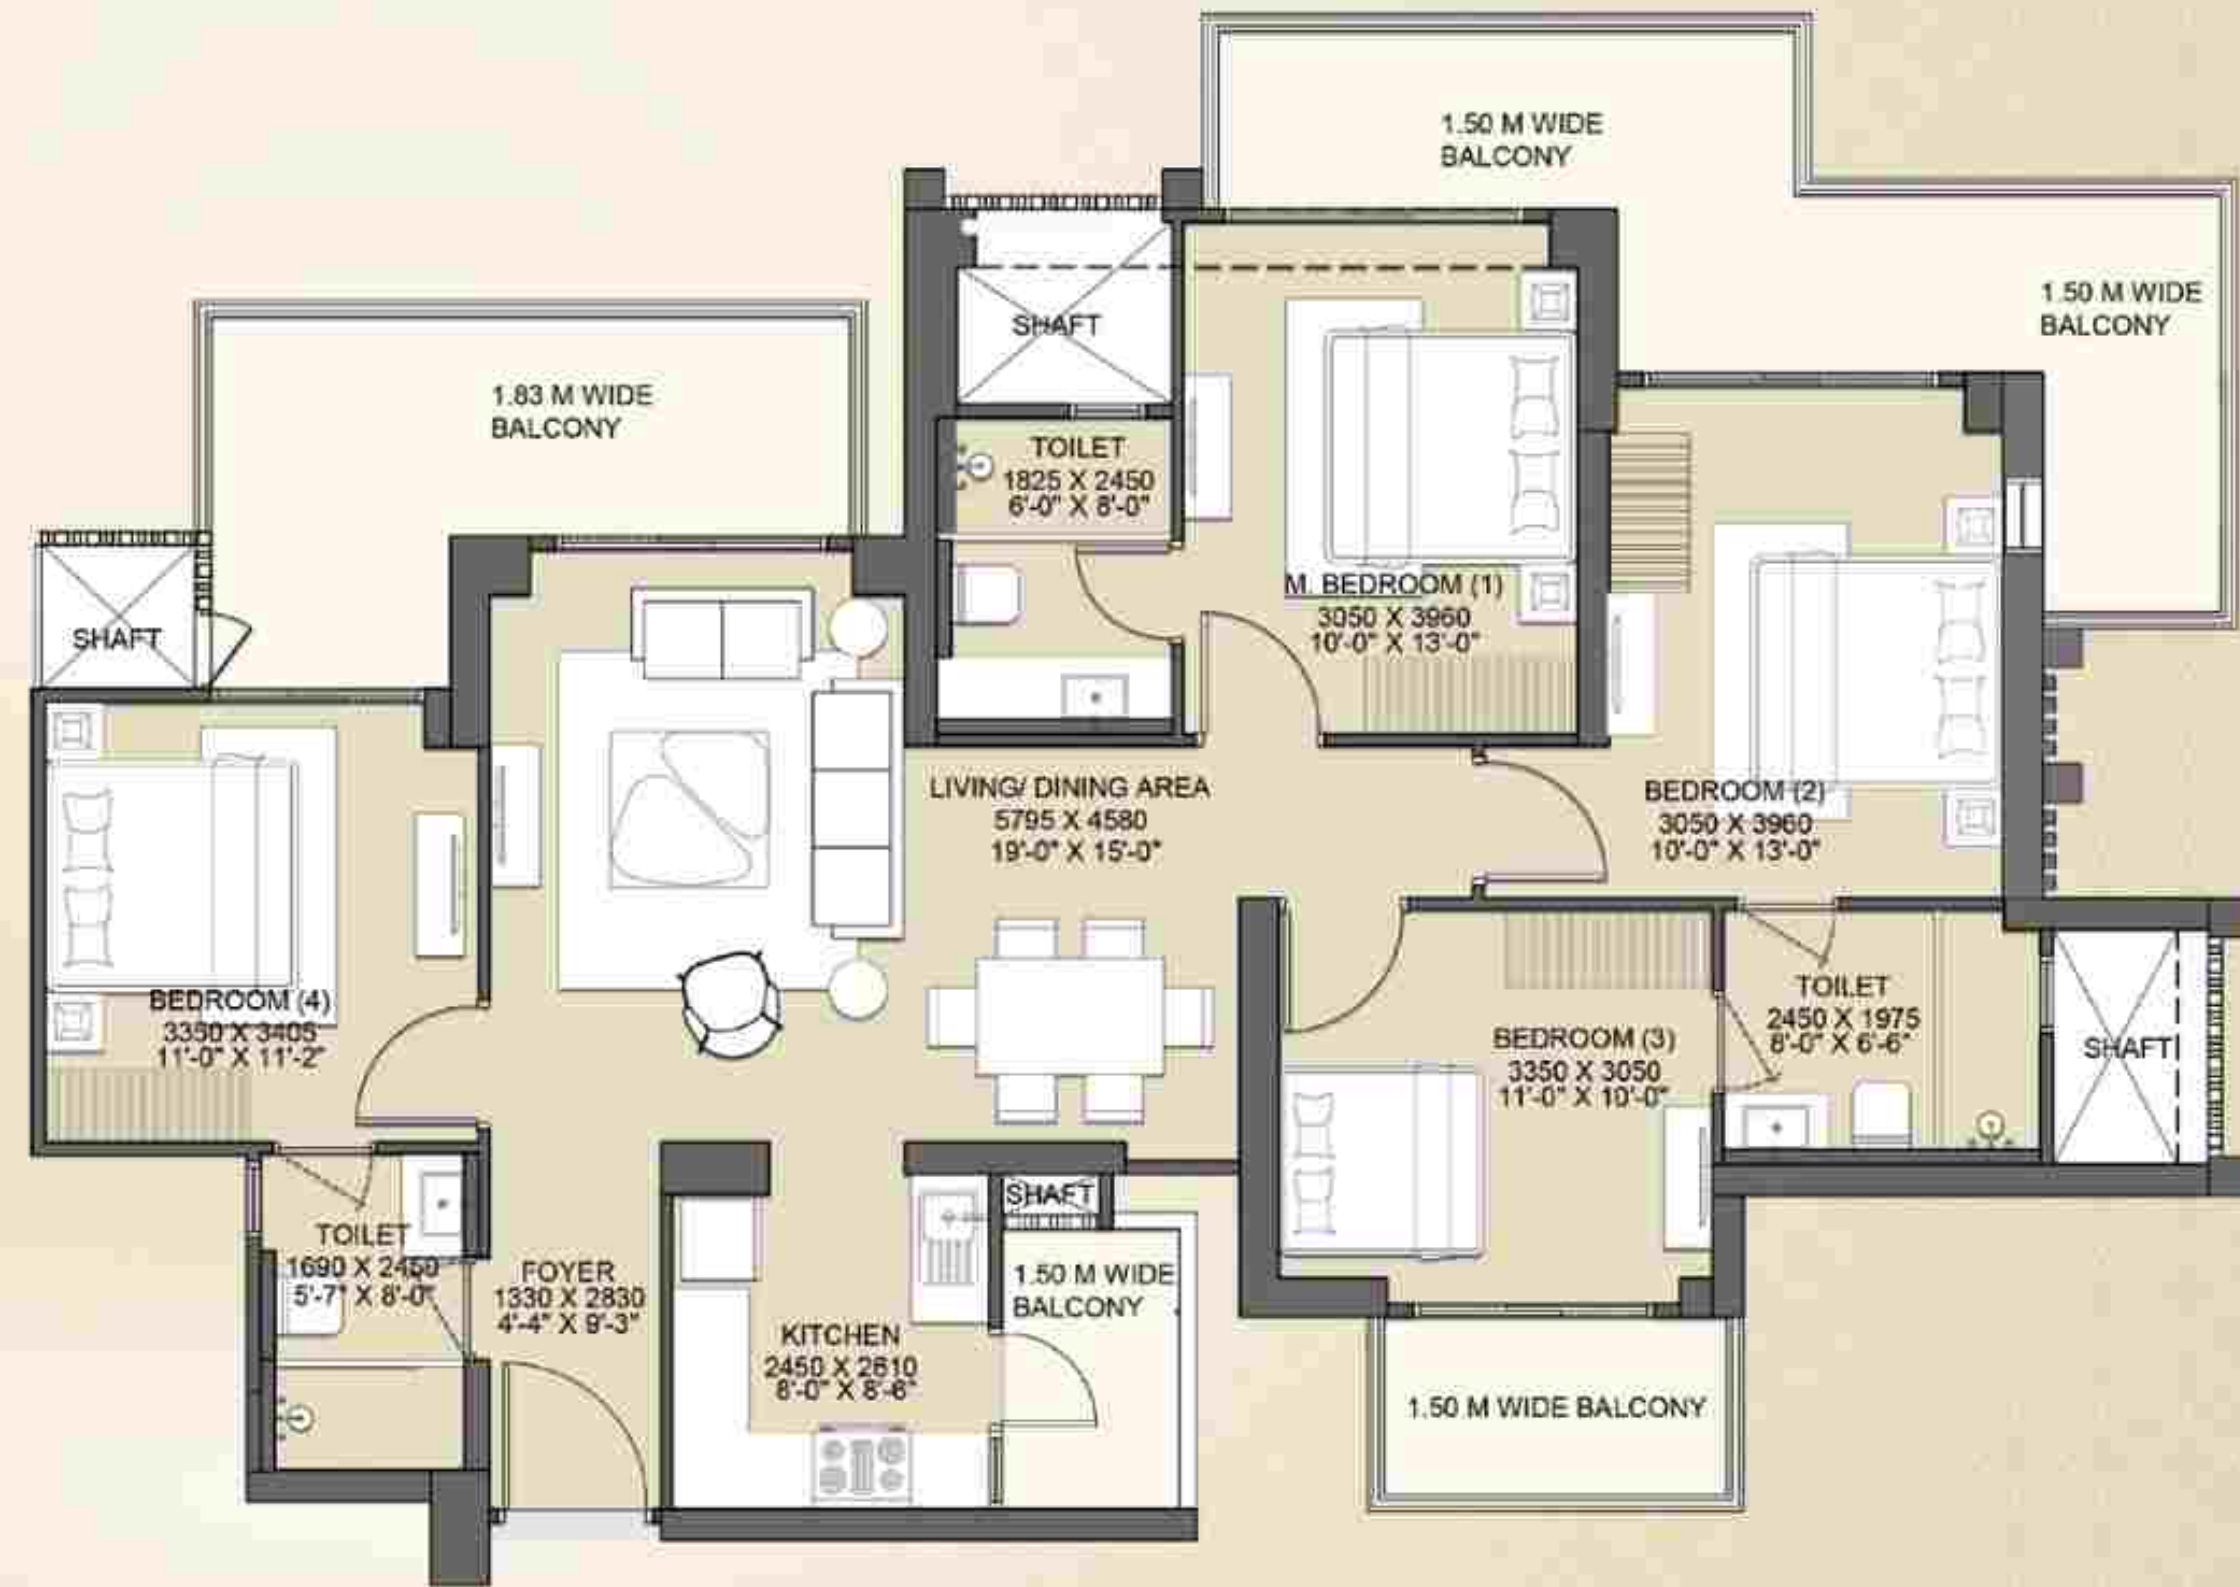 1.50 M WIDE
BALCONY
1.50 M WIDE
BALCONY
SHAFT
1.83 M WIDE
BALCONY
TOILET
1825 X 2450
6'-0" X 8'-0"
M. BEDROOM (1)
3050 X 3960
10'-0" X 13'-0"
SHAFT
LIVING/ DINING AREA
5795 X 4580
19'-0" X 15'-0"
BEDROOM (2)
3050 X 3960
10'-0" X 13'-0"
BEDROOM (4)
3350 X 3405
11'-0" X 11'-2"
TOILET
2450 X 1975
8'-0" X 6'-6"
SHAFT
BEDROOM (3)
3350 X 3050
11'-0" X 10'-0"
SHAFT
TOILET
1690 X 2450
5'-7" X 8'-0"
FOYER
1330 X 2830
4'-4" X 9'-3"
1.50 M WIDE
BALCONY
KITCHEN
2450 X 2610
8'-0" X 8'-6"
1.50 M WIDE BALCONY